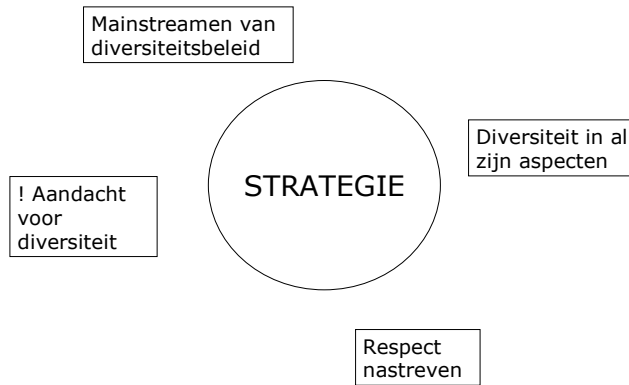 Mainstreamen van
diversiteitsbeleid
Diversiteit in al
zijn aspecten
STRATEGIE
! Aandacht
voor
diversiteit
Respect
nastreven